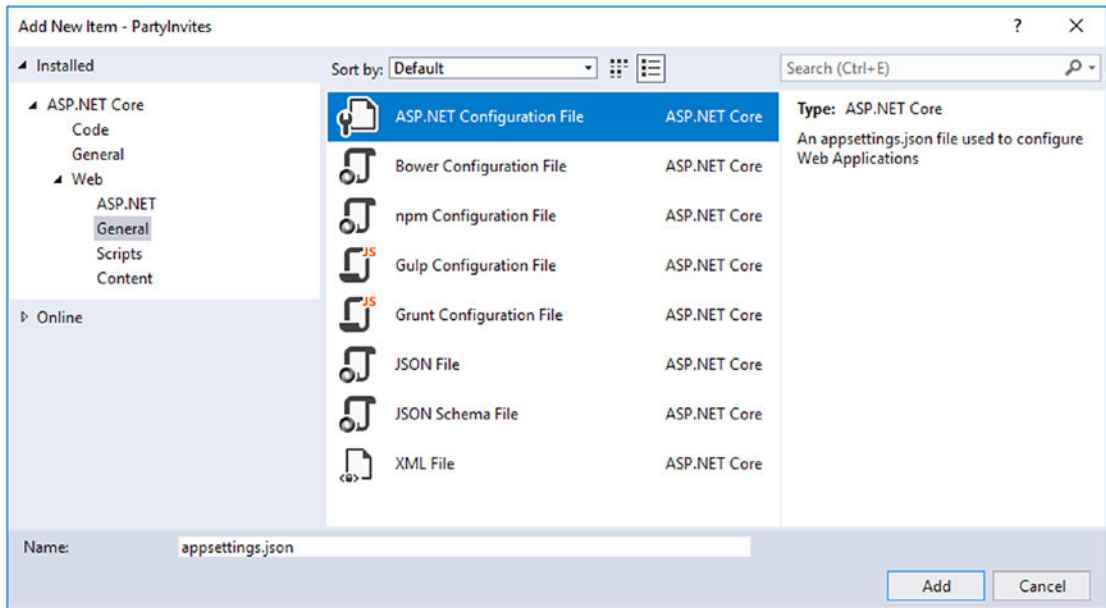 Add New Item - PartyInvites
? X
Installed
Sort by: Default
Search (Ctrl+E)
ASP.NET Core
Code
General
Web
ASP.NET
General
Scripts
Content
Online
ASP.NET Configuration File ASP.NET Core
Bower Configuration File ASP.NET Core
npm Configuration File ASP.NET Core
JS
Gulp Configuration File ASP.NET Core
JS
Grunt Configuration File ASP.NET Core
JSON File ASP.NET Core
JSON Schema File ASP.NET Core
XML File ASP.NET Core
Type: ASP.NET Core
An appsettings.json file used to configure
Web Applications
Name: appsettings.json
Add Cancel